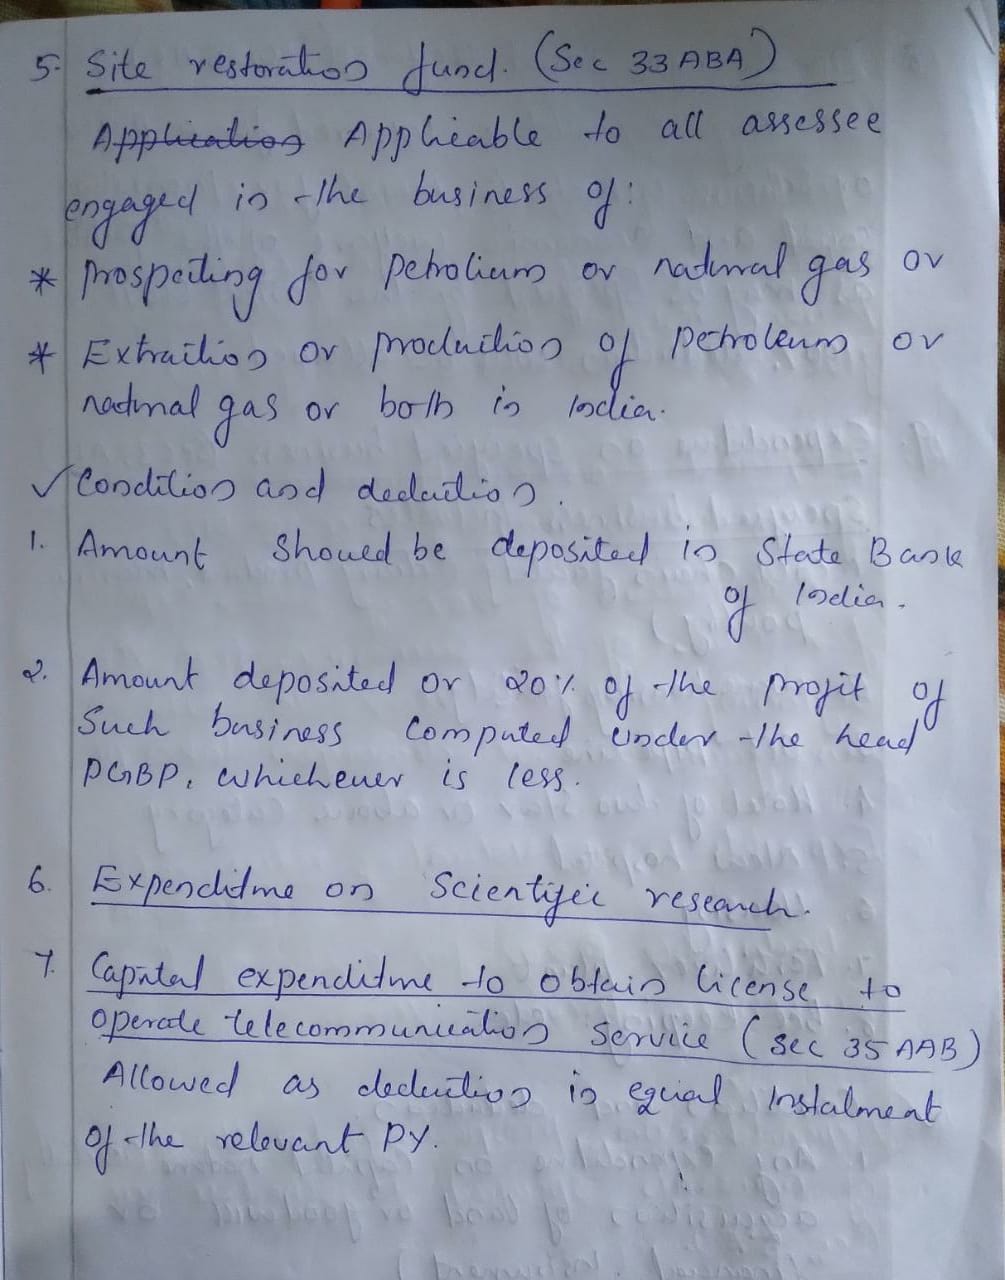 5. Site restoration fund. (Sec 33 ABA)
Application Applicable to all assessee
engaged in the business of:
* Prospecting for petrolium or natural gas or
* Extraction or production of petroleum or
natural gas or both in India.
✓ Condition and deduction.
1. Amount Should be deposited in State Bank
of India.
2. Amount deposited or 20% of the profit of
Such business Computed Under the head
PGBP, whichever is less.
6. Expenditure on Scientific research.
7. Capital expenditure to obtain license to
operate telecommunication Service (Sec 35 AAB)
Allowed as deduction in equal Instalment
of the relevant PY.